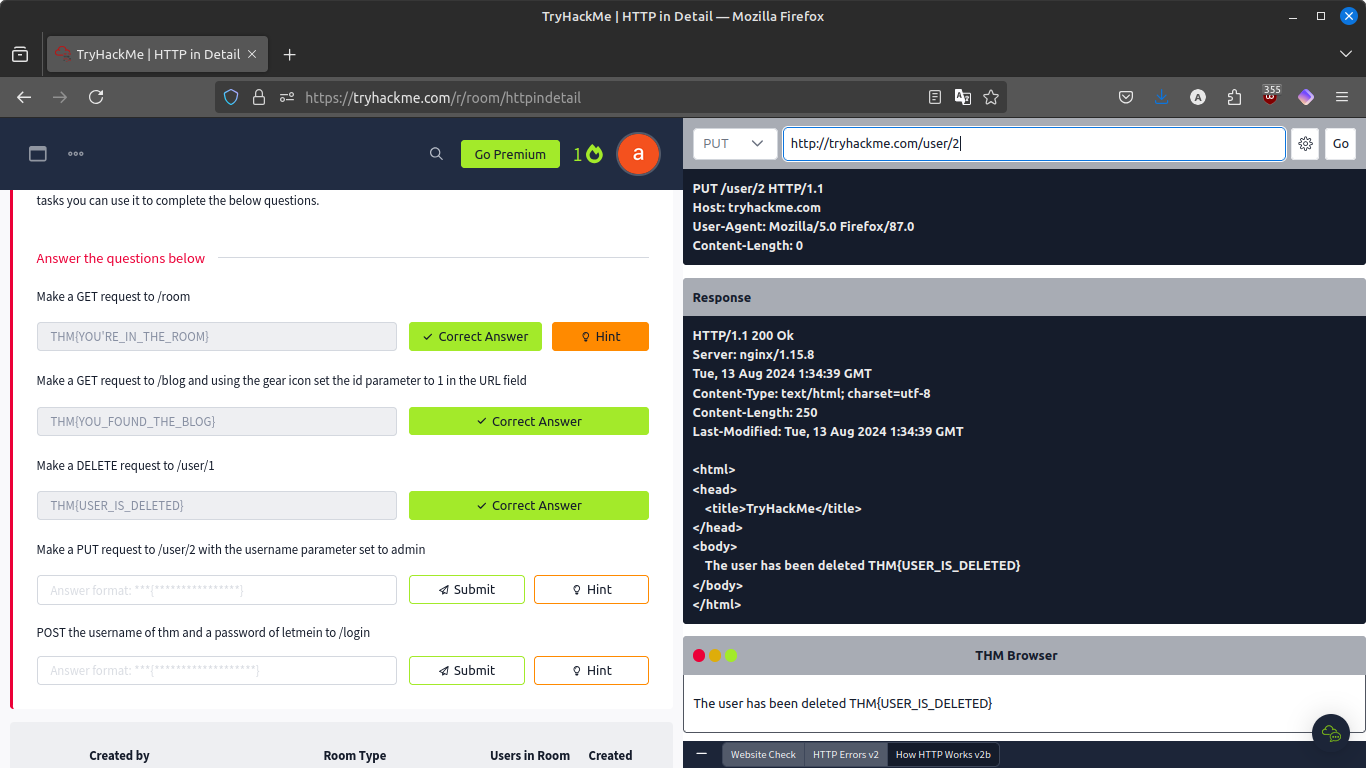 TryHackMe | HTTP in Detail — Mozilla Firefox
TryHackMe | HTTP in Detail
https://tryhackme.com/r/room/httpindetail
A
355
Go Premium
1
a
tasks you can use it to complete the below questions.
Answer the questions below
Make a GET request to /room
THM{YOU'RE_IN_THE_ROOM}
Correct Answer
Hint
Make a GET request to /blog and using the gear icon set the id parameter to 1 in the URL field
THM{YOU_FOUND_THE_BLOG}
Correct Answer
Make a DELETE request to /user/1
THM{USER_IS_DELETED}
Correct Answer
Make a PUT request to /user/2 with the username parameter set to admin
Answer format: ***{****************}
Submit
Hint
POST the username of thm and a password of letmein to /login
Answer format: ***{*******************}
Submit
Hint
Created by
Room Type
Users in Room
Created
PUT
http://tryhackme.com/user/2
Go
PUT /user/2 HTTP/1.1
Host: tryhackme.com
User-Agent: Mozilla/5.0 Firefox/87.0
Content-Length: 0
Response
HTTP/1.1 200 Ok
Server: nginx/1.15.8
Tue, 13 Aug 2024 1:34:39 GMT
Content-Type: text/html; charset=utf-8
Content-Length: 250
Last-Modified: Tue, 13 Aug 2024 1:34:39 GMT
<html>
<head>
<title>TryHackMe</title>
</head>
<body>
The user has been deleted THM{USER_IS_DELETED}
</body>
</html>
THM Browser
The user has been deleted THM{USER_IS_DELETED}
Website Check
HTTP Errors v2
How HTTP Works v2b